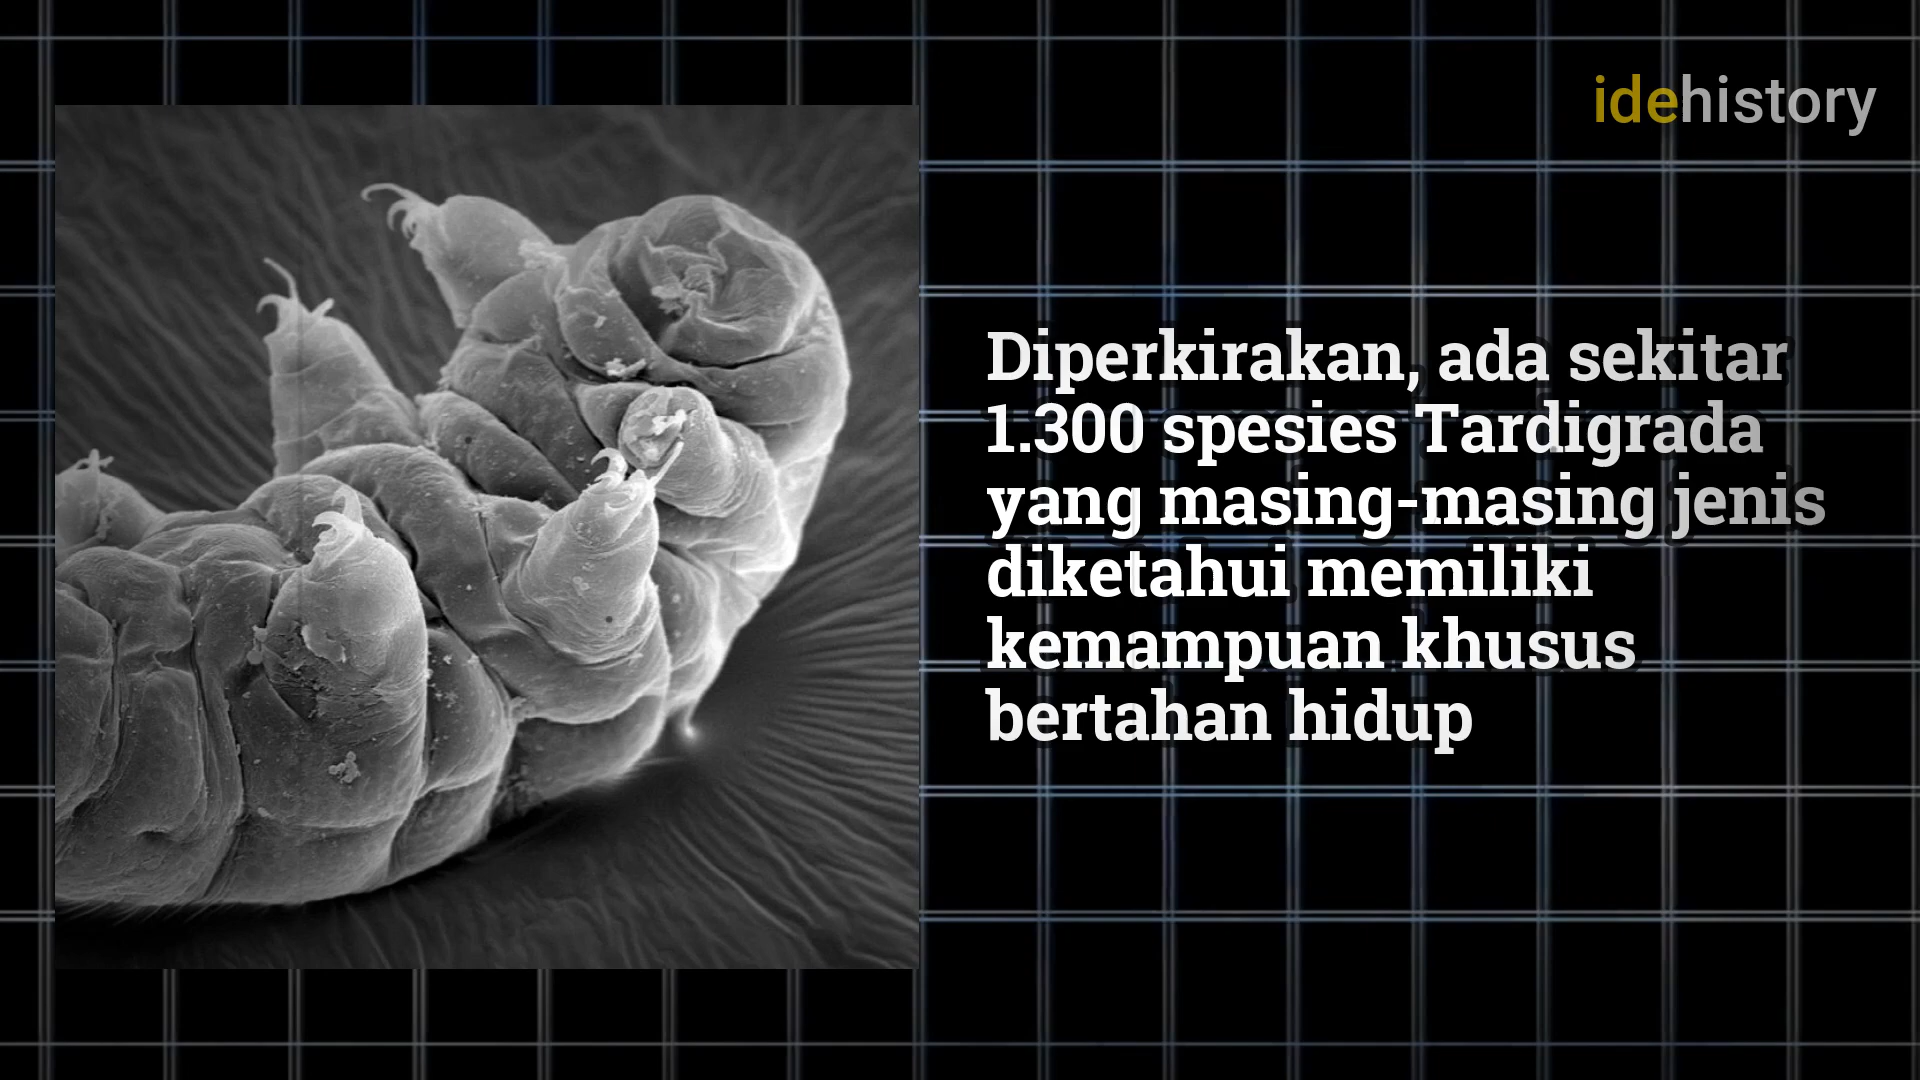 idehistory
Diperkirakan, ada sekitar
1.300 spesies Tardigrada
yang masing-masing jenis
diketahui memiliki
kemampuan khusus
bertahan hidup